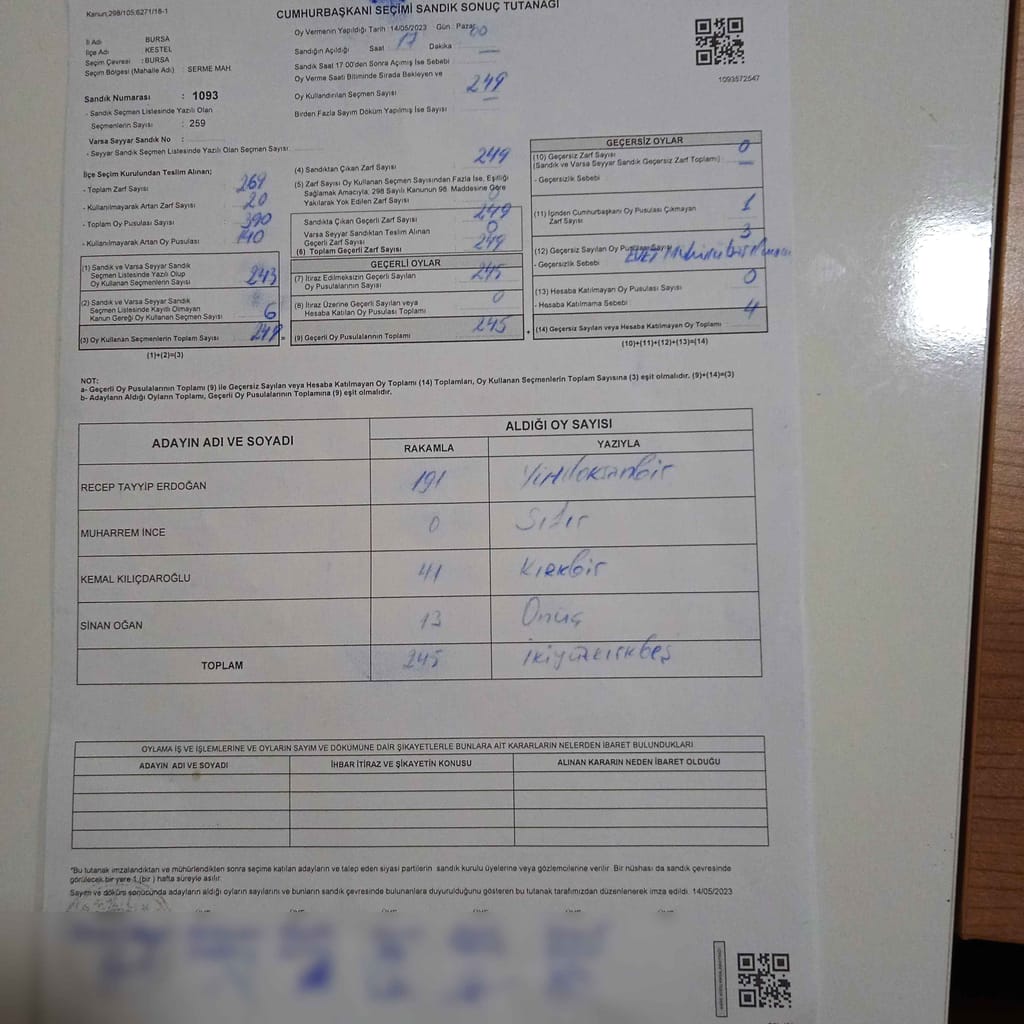 Kanun:298/105;6271/18-1
CUMHURBAŞKANI SEÇİMİ SANDIK SONUÇ TUTANAĞI
İl Adı BURSA
İlçe Adı : KESTEL
Seçim Çevresi : BURSA
Seçim Bölgesi (Mahalle Adı) : SERME MAH.
Sandık Numarası : 1093
- Sandık Seçmen Listesinde Yazılı Olan
Seçmenlerin Sayısı : 259
Varsa Seyyar Sandık No :
- Seyyar Sandık Seçmen Listesinde Yazılı Olan Seçmen Sayısı
Oy Vermenin Yapıldığı Tarih :14/05/2023 Gün : Pazar
Sandığın Açıldığı Saat 17 Dakika 00
Sandık Saat 17.00'den Sonra Açılmış İse Sebebi
Oy Verme Saati Bitiminde Sırada Bekleyen ve
Oy Kullandırılan Seçmen Sayısı
249
Birden Fazla Sayım Döküm Yapılmış İse Sayısı
1093572547
İlçe Seçim Kurulundan Teslim Alınan;
- Toplam Zarf Sayısı 269
- Kullanılmayarak Artan Zarf Sayısı 20
- Toplam Oy Pusulası Sayısı 390
- Kullanılmayarak Artan Oy Pusulası 140
(1) Sandık ve Varsa Seyyar Sandık
Seçmen Listesinde Yazılı Olup
Oy Kullanan Seçmenlerin Sayısı 243
(2) Sandık ve Varsa Seyyar Sandık
Seçmen Listesinde Kayıtlı Olmayan
Kanun Gereği Oy Kullanan Seçmen Sayısı 6
(3) Oy Kullanan Seçmenlerin Toplam Sayısı 249
(1)+(2)=(3)
(4) Sandıktan Çıkan Zarf Sayısı 249
(5) Zarf Sayısı Oy Kullanan Seçmen Sayısından Fazla İse, Eşitliği
Sağlamak Amacıyla; 298 Sayılı Kanunun 98. Maddesine Göre
Yakılarak Yok Edilen Zarf Sayısı 0
Sandıkta Çıkan Geçerli Zarf Sayısı 249
Varsa Seyyar Sandıktan Teslim Alınan
Geçerli Zarf Sayısı 0
(6) Toplam Geçerli Zarf Sayısı 249
GEÇERLİ OYLAR
(7) İtiraz Edilmeksizin Geçerli Sayılan
Oy Pusulalarının Sayısı 245
(8) İtiraz Üzerine Geçerli Sayılan veya
Hesaba Katılan Oy Pusulası Toplamı 0
(9) Geçerli Oy Pusulalarının Toplamı 245
GEÇERSİZ OYLAR
(10) Geçersiz Zarf Sayısı 0
(Sandık ve Varsa Seyyar Sandık Geçersiz Zarf Toplamı)
- Geçersizlik Sebebi
(11) İçinden Cumhurbaşkanı Oy Pusulası Çıkmayan
Zarf Sayısı 1
(12) Geçersiz Sayılan Oy Pusulası Sayısı 3
- Geçersizlik Sebebi EVET
(13) Hesaba Katılmayan Oy Pusulası Sayısı 0
- Hesaba Katılmama Sebebi
(14) Geçersiz Sayılan veya Hesaba Katılmayan Oy Toplamı 4
(10)+(11)+(12)+(13)=(14)
NOT:
a- Geçerli Oy Pusulalarının Toplamı (9) ile Geçersiz Sayılan veya Hesaba Katılmayan Oy Toplamı (14) Toplamları, Oy Kullanan Seçmenlerin Toplam Sayısına (3) eşit olmalıdır. (9)+(14)=(3)
b- Adayların Aldığı Oyların Toplamı, Geçerli Oy Pusulalarının Toplamına (9) eşit olmalıdır.
ADAYIN ADI VE SOYADI ALDIĞI OY SAYISI
RAKAMLA YAZIYLA
RECEP TAYYİP ERDOĞAN 191
MUHARREM İNCE 0 Sıfır
KEMAL KILIÇDAROĞLU 41 Kırkbir
SİNAN OĞAN 13 Onüç
TOPLAM 245 ikiyüzkırkbeş
OYLAMA İŞ VE İŞLEMLERİNE VE OYLARIN SAYIM VE DÖKÜMÜNE DAİR ŞİKAYETLERLE BUNLARA AİT KARARLARIN NELERDEN İBARET BULUNDUKLARI
ADAYIN ADI VE SOYADI İHBAR İTİRAZ VE ŞİKAYETİN KONUSU ALINAN KARARIN NEDEN İBARET OLDUĞU
*Bu tutanak imzalandıktan ve mühürlendikten sonra seçime katılan adayların ve talep eden siyasi partilerin sandık kurulu üyelerine veya gözlemcilerine verilir. Bir nüshası da sandık çevresinde
görülecek bir yere 1 (bir) hafta süreyle asılır.
Sayım ve döküm sonucunda adayların aldığı oyların sayılarını ve bunların sandık çevresinde bulunanlara duyurulduğunu gösteren bu tutanak tarafımızdan düzenlenerek imza edildi. 14/05/2023